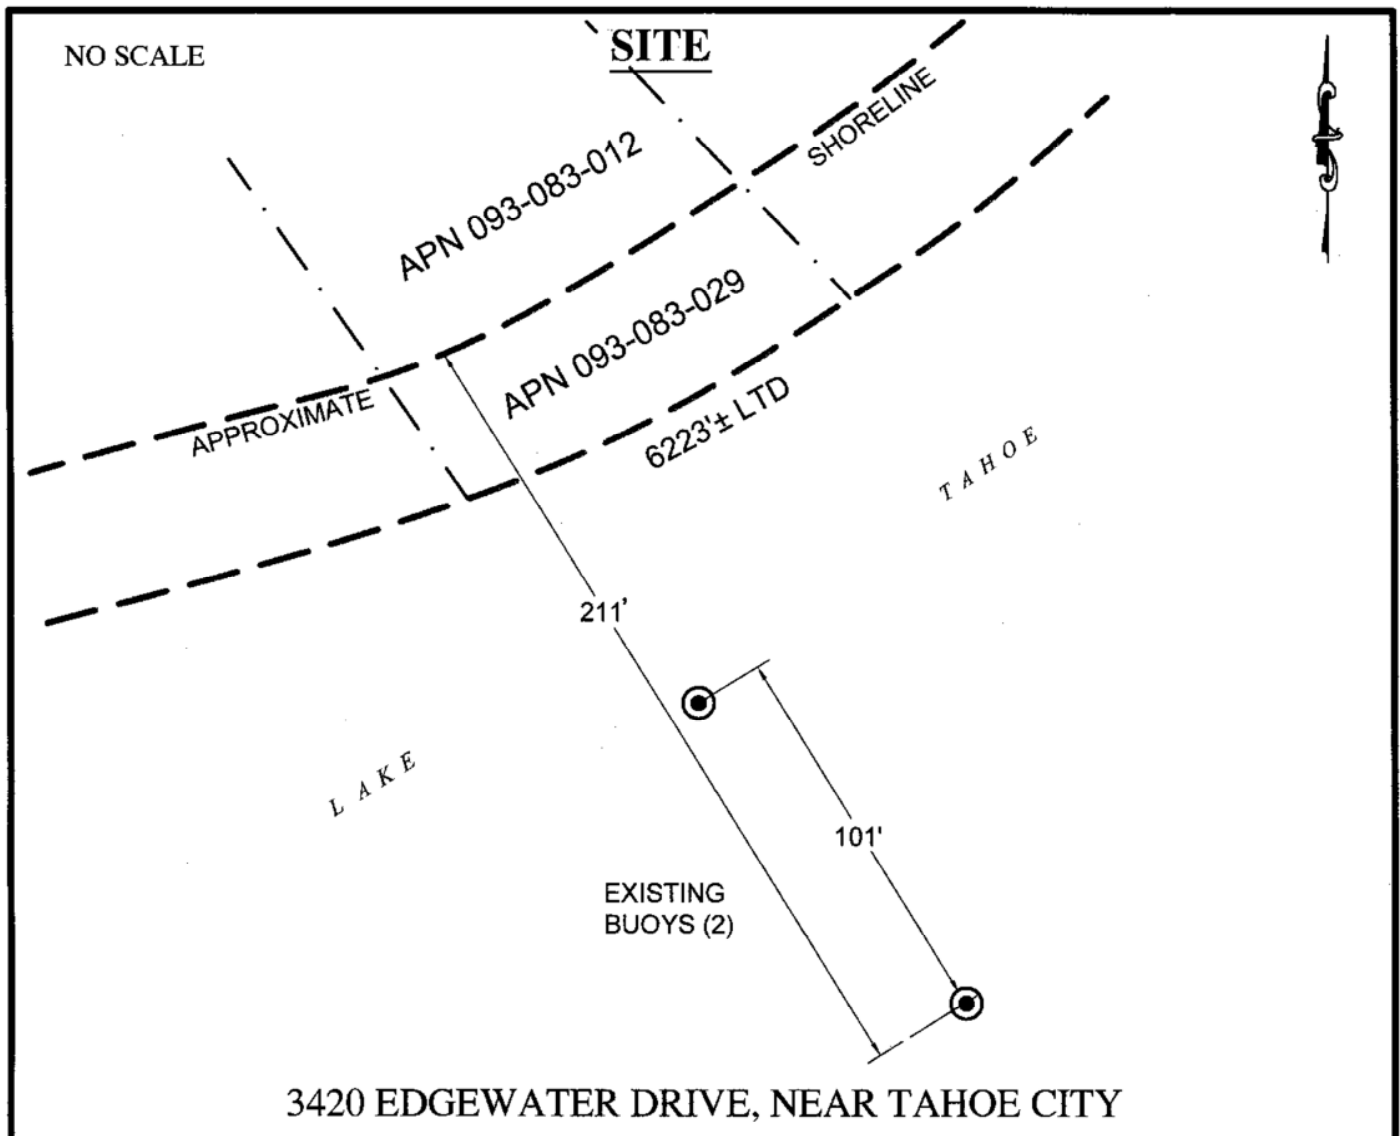 NO SCALE
SITE
APN 093-083-012
SHORELINE
APN 093-083-029
APPROXIMATE
6223'± LTD
TAHOE
211'
LAKE
101'
EXISTING
BUOYS (2)
3420 EDGEWATER DRIVE, NEAR TAHOE CITY